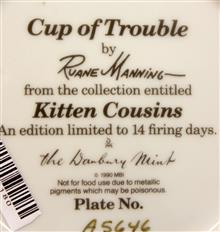 Cup of Trouble
by
RUANE MANNING
from the collection entitled
Kitten Cousins
An edition limited to 14 firing days.
&
the Danbury Mint
© 1990 MBI
Not for food use due to metallic
pigments which may be poisonous.
Plate No.
A5646